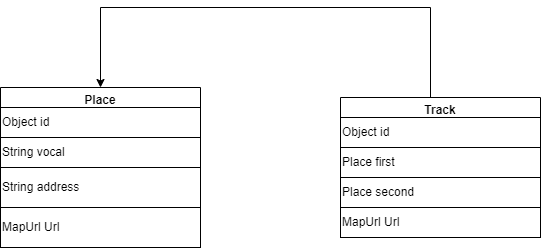 Place
Object id
String vocal
String address
MapUrl Url
Track
Object id
Place first
Place second
MapUrl Url